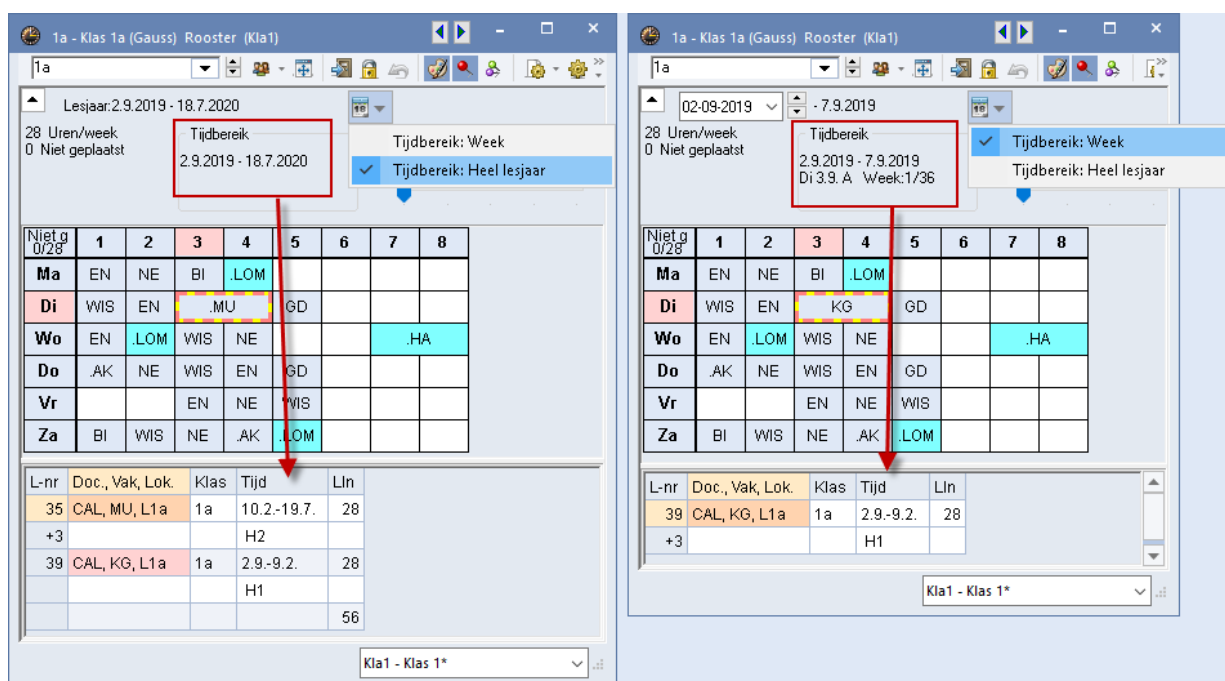 1a - Klas 1a (Gauss) Rooster (Kla1)
1a
Lesjaar:2.9.2019 - 18.7.2020
28 Uren/week
0 Niet geplaatst
Tijdbereik
2.9.2019 - 18.7.2020
Tijdbereik: Week
Tijdbereik: Heel lesjaar
Niet g 1 2 3 4 5 6 7 8
0/28
Ma EN NE BI .LOM
Di WIS EN .MU GD
Wo EN .LOM WIS NE .HA
Do .AK NE WIS EN GD
Vr EN NE WIS
Za BI WIS NE .AK .LOM
L-nr Doc., Vak, Lok. Klas Tijd Lln
35 CAL, MU, L1a 1a 10.2.-19.7. 28
+3 H2
39 CAL, KG, L1a 1a 2.9.-9.2. 28
H1
56
Kla1 - Klas 1*
1a - Klas 1a (Gauss) Rooster (Kla1)
1a
02-09-2019 - 7.9.2019
28 Uren/week
0 Niet geplaatst
Tijdbereik
2.9.2019 - 7.9.2019
Di 3.9. A Week:1/36
Tijdbereik: Week
Tijdbereik: Heel lesjaar
Niet g 1 2 3 4 5 6 7 8
0/28
Ma EN NE BI .LOM
Di WIS EN KG GD
Wo EN .LOM WIS NE .HA
Do .AK NE WIS EN GD
Vr EN NE WIS
Za BI WIS NE .AK .LOM
L-nr Doc., Vak, Lok. Klas Tijd Lln
39 CAL, KG, L1a 1a 2.9.-9.2. 28
+3 H1
Kla1 - Klas 1*